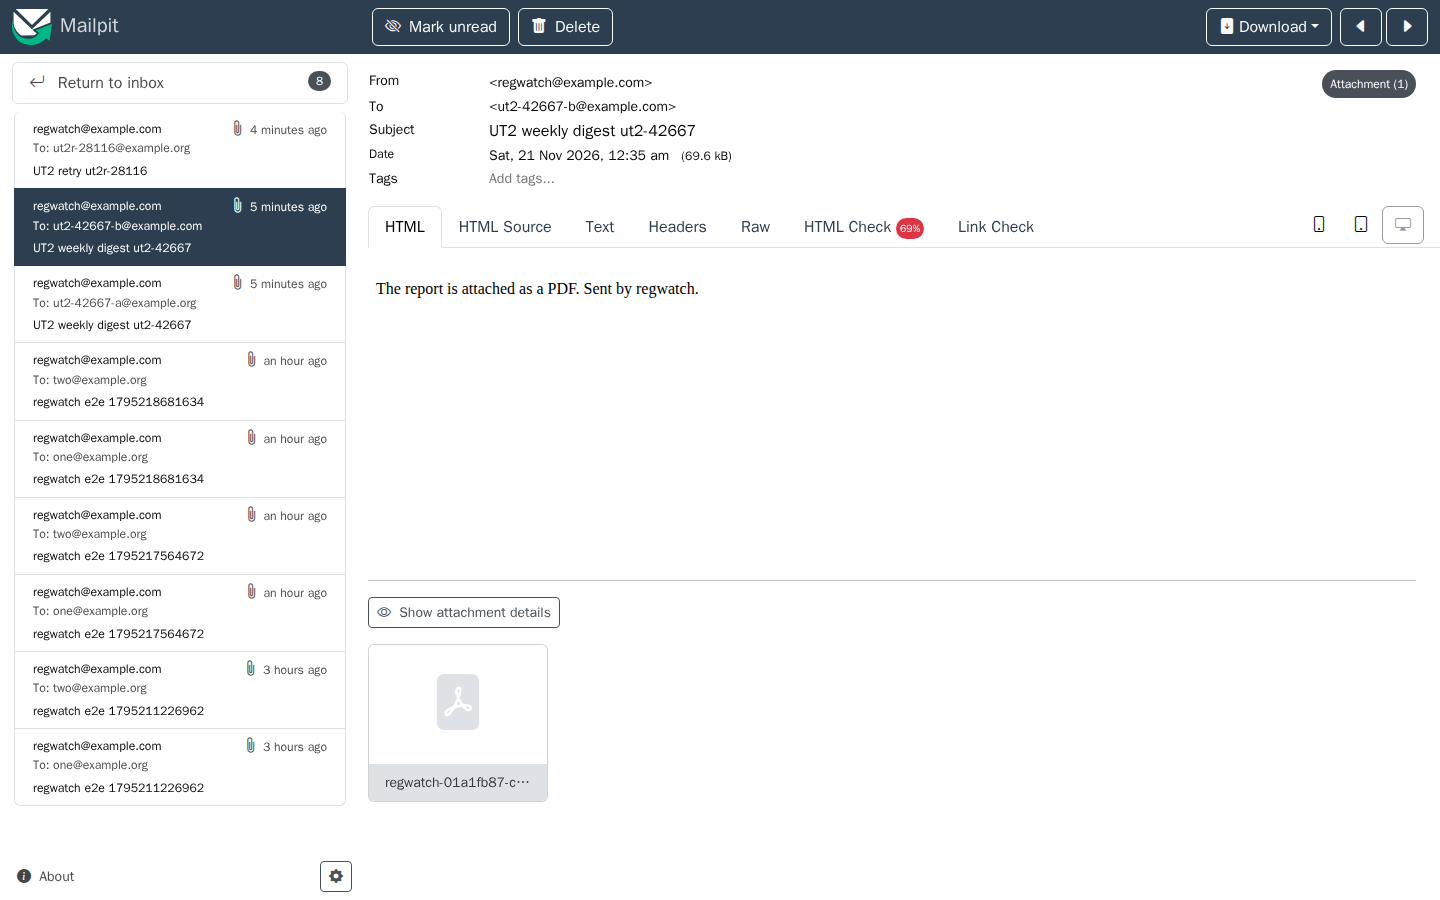 Mailpit
Mark unread
Delete
Download
Return to inbox
8
regwatch@example.com
4 minutes ago
To: ut2r-28116@example.org
UT2 retry ut2r-28116
regwatch@example.com
5 minutes ago
To: ut2-42667-b@example.com
UT2 weekly digest ut2-42667
regwatch@example.com
5 minutes ago
To: ut2-42667-a@example.org
UT2 weekly digest ut2-42667
regwatch@example.com
an hour ago
To: two@example.org
regwatch e2e 1795218681634
regwatch@example.com
an hour ago
To: one@example.org
regwatch e2e 1795218681634
regwatch@example.com
an hour ago
To: two@example.org
regwatch e2e 1795217564672
regwatch@example.com
an hour ago
To: one@example.org
regwatch e2e 1795217564672
regwatch@example.com
3 hours ago
To: two@example.org
regwatch e2e 1795211226962
regwatch@example.com
3 hours ago
To: one@example.org
regwatch e2e 1795211226962
About
From <regwatch@example.com>
Attachment (1)
To <ut2-42667-b@example.com>
Subject UT2 weekly digest ut2-42667
Date Sat, 21 Nov 2026, 12:35 am (69.6 kB)
Tags Add tags...
HTML HTML Source Text Headers Raw HTML Check 69% Link Check
The report is attached as a PDF. Sent by regwatch.
Show attachment details
regwatch-01a1fb87-c···